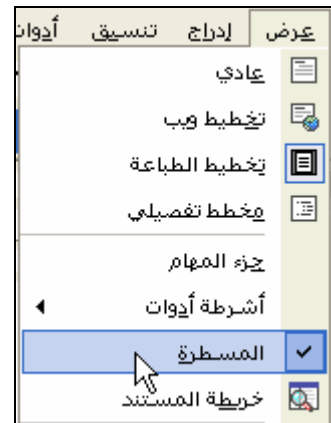 عرض إدراج تنسيق أدوات
عادي
تخطيط ويب
تخطيط الطباعة
مخطط تفصيلي
جزء المهام
أشرطة أدوات
المسطرة
خريطة المستند